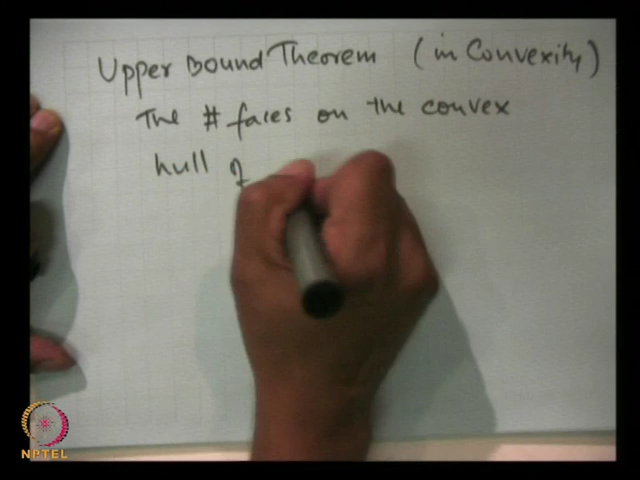 Upper Bound Theorem (in Convexity)
The # faces on the convex
hull
NPTEL